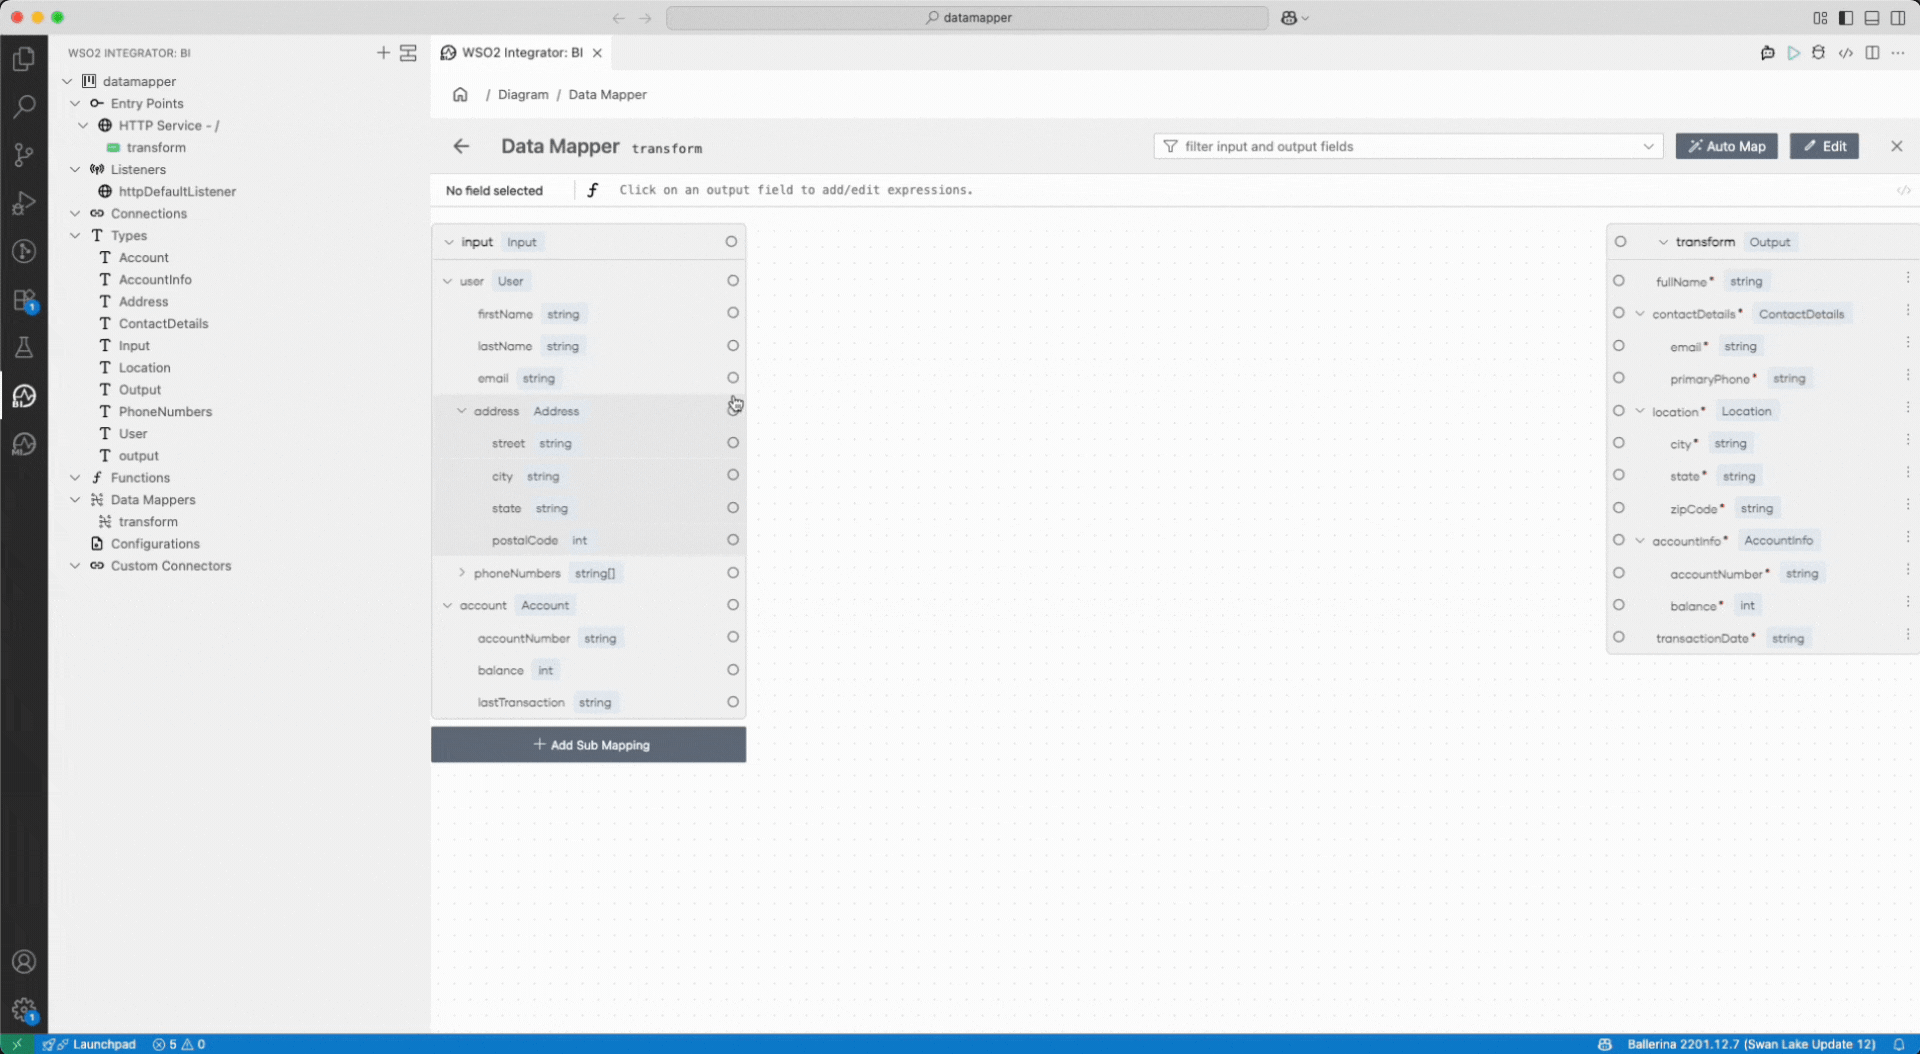 datamapper
WSO2 INTEGRATOR: BI
datamapper
Entry Points
HTTP Service - /
transform
Listeners
httpDefaultListener
Connections
Types
Account
AccountInfo
Address
ContactDetails
Input
Location
Output
PhoneNumbers
User
output
Functions
Data Mappers
transform
Configurations
Custom Connectors
1
BI
MI
1
WSO2 Integrator: BI
/ Diagram / Data Mapper
Data Mapper transform
filter input and output fields
Auto Map
Edit
No field selected
Click on an output field to add/edit expressions.
input Input
user User
firstName string
lastName string
email string
address Address
street string
city string
state string
postalCode int
phoneNumbers string[]
account Account
accountNumber string
balance int
lastTransaction string
Add Sub Mapping
transform Output
fullName* string
contactDetails* ContactDetails
email* string
primaryPhone* string
location* Location
city* string
state* string
zipCode* string
accountInfo* AccountInfo
accountNumber* string
balance* int
transactionDate* string
Launchpad
5 0
Ballerina 2201.12.7 (Swan Lake Update 12)